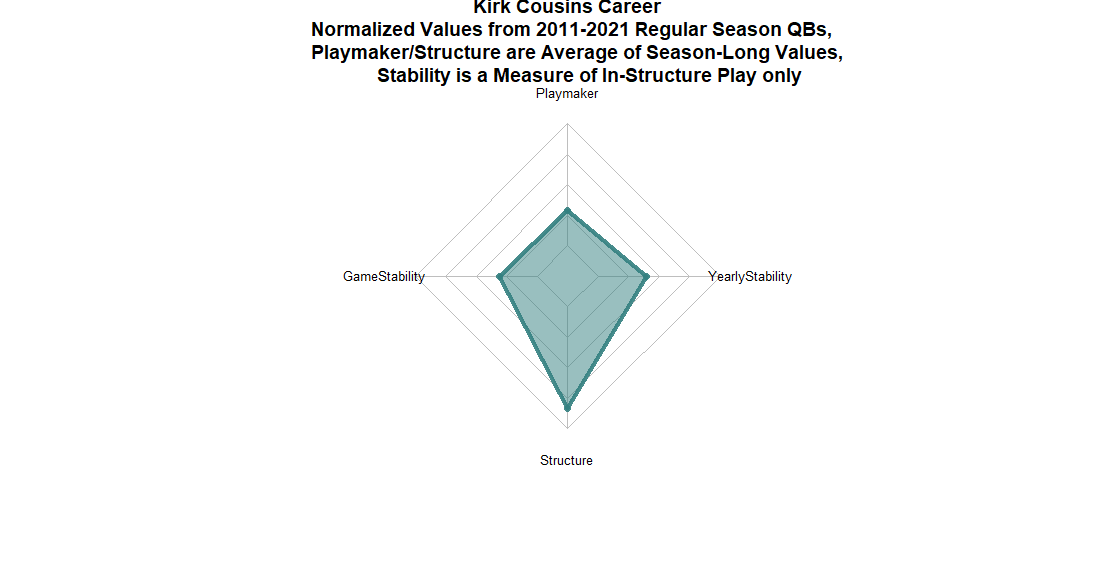 Kirk Cousins Career
Normalized Values from 2011-2021 Regular Season QBs,
Playmaker/Structure are Average of Season-Long Values,
Stability is a Measure of In-Structure Play only
Playmaker
GameStability
YearlyStability
Structure